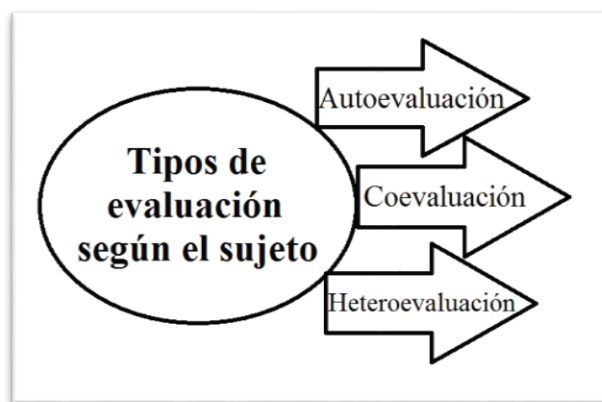 Tipos de
evaluación
según el sujeto
Autoevaluación
Coevaluación
Heteroevaluación